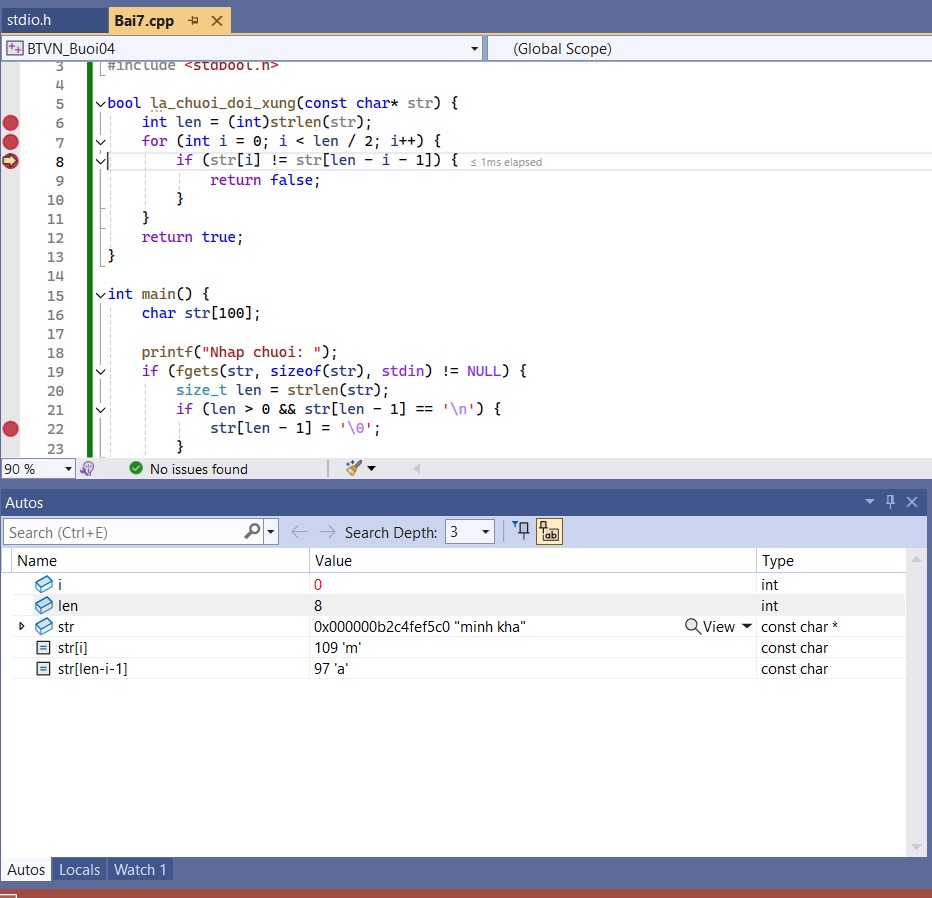 stdio.h
Bai7.cpp
BTVN_Buoi04
(Global Scope)
3 #include <stdbool.h>
4
5 bool la_chuoi_doi_xung(const char* str) {
6 int len = (int)strlen(str);
7 for (int i = 0; i < len / 2; i++) {
8 if (str[i] != str[len - i - 1]) { ≤ 1ms elapsed
9 return false;
10 }
11 }
12 return true;
13 }
14
15 int main() {
16 char str[100];
17
18 printf("Nhap chuoi: ");
19 if (fgets(str, sizeof(str), stdin) != NULL) {
20 size_t len = strlen(str);
21 if (len > 0 && str[len - 1] == '\n') {
22 str[len - 1] = '\0';
23 }
90 % No issues found
Autos
Search (Ctrl+E) Search Depth: 3
Name Value Type
i 0 int
len 8 int
str 0x000000b2c4fef5c0 "minh kha" View const char *
str[i] 109 'm' const char
str[len-i-1] 97 'a' const char
Autos Locals Watch 1